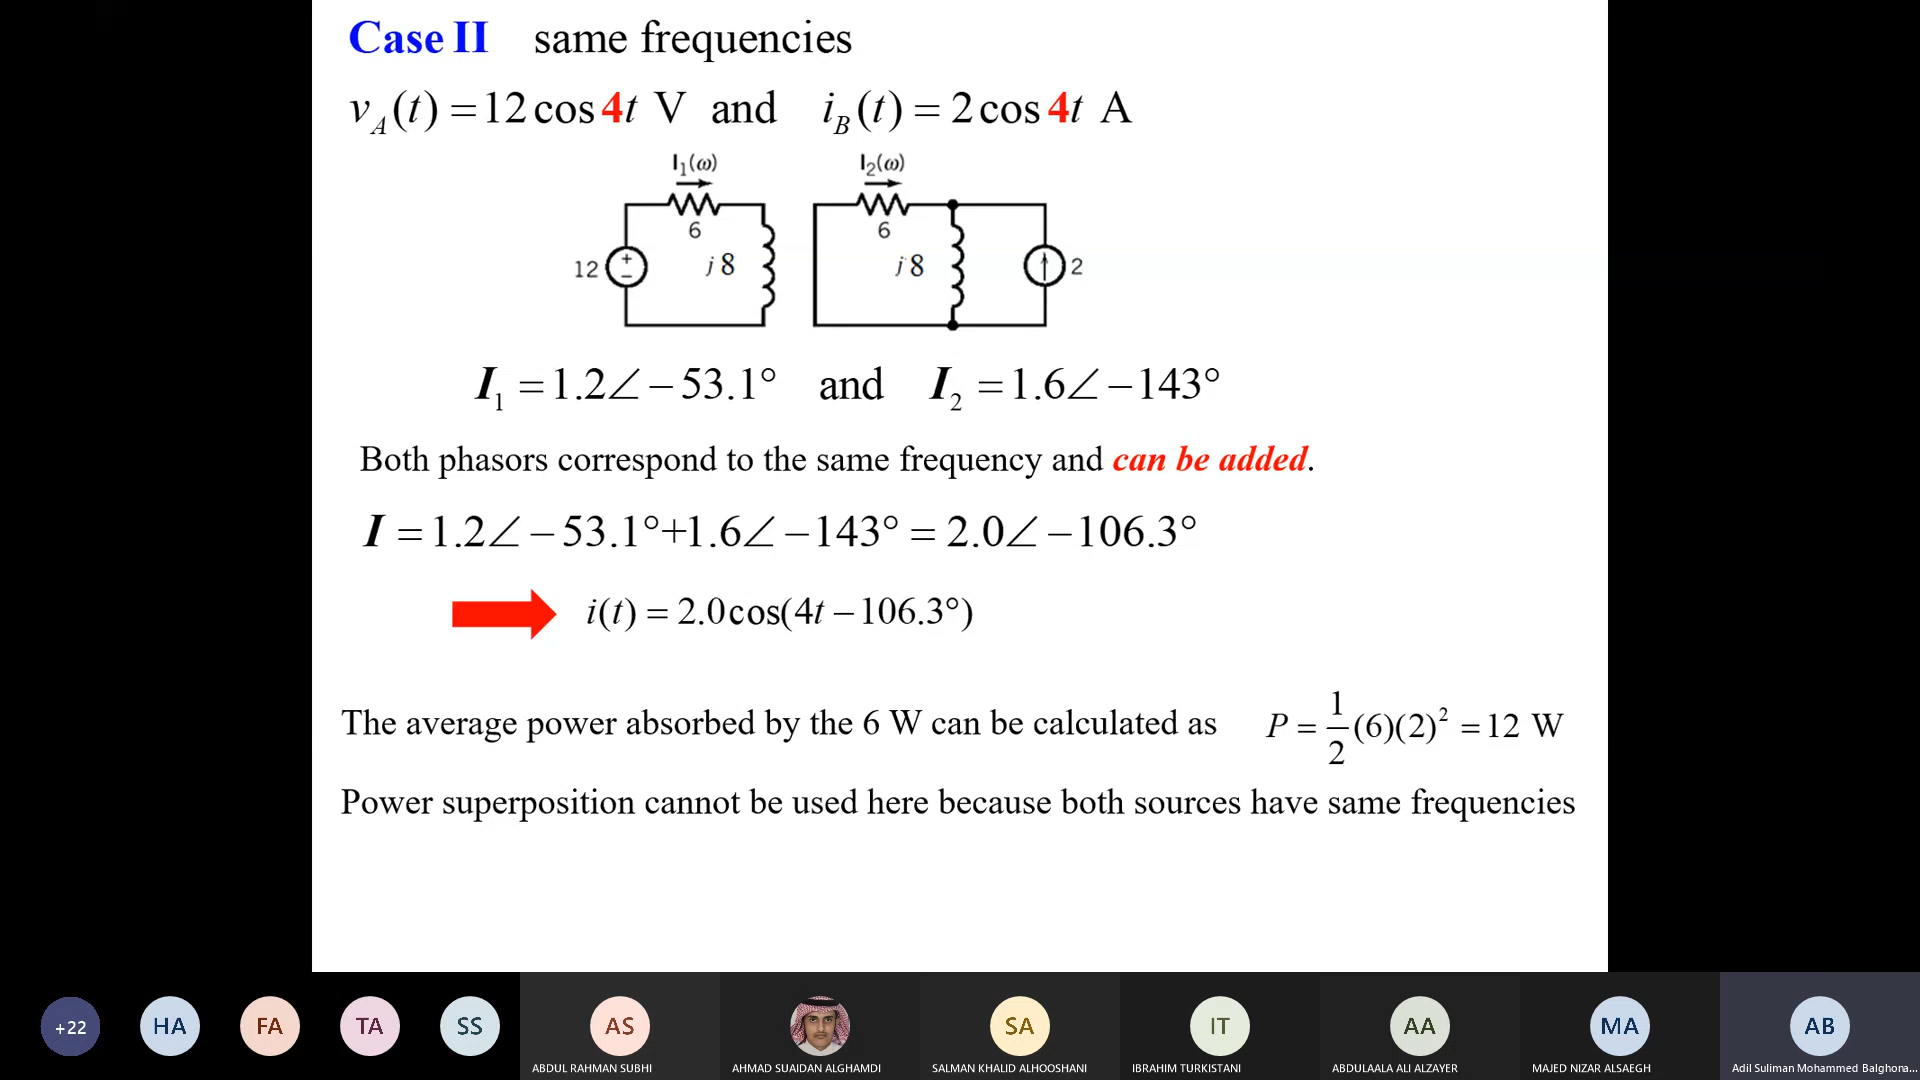 Case II same frequencies
v_A(t) = 12 cos 4t V and i_B(t) = 2 cos 4t A
I₁(ω) I₂(ω)
6 6
12 + − j 8 j 8 2
I₁ = 1.2∠−53.1° and I₂ = 1.6∠−143°
Both phasors correspond to the same frequency and can be added.
I = 1.2∠−53.1°+1.6∠−143° = 2.0∠−106.3°
i(t) = 2.0cos(4t − 106.3°)
The average power absorbed by the 6 W can be calculated as P = 1/2 (6)(2)² = 12 W
Power superposition cannot be used here because both sources have same frequencies
+22 HA FA TA SS AS SA IT AA MA AB
ABDUL RAHMAN SUBHI AHMAD SUAIDAN ALGHAMDI SALMAN KHALID ALHOOSHANI IBRAHIM TURKISTANI ABDULAALA ALI ALZAYER MAJED NIZAR ALSAEGH Adil Suliman Mohammed Balghona...